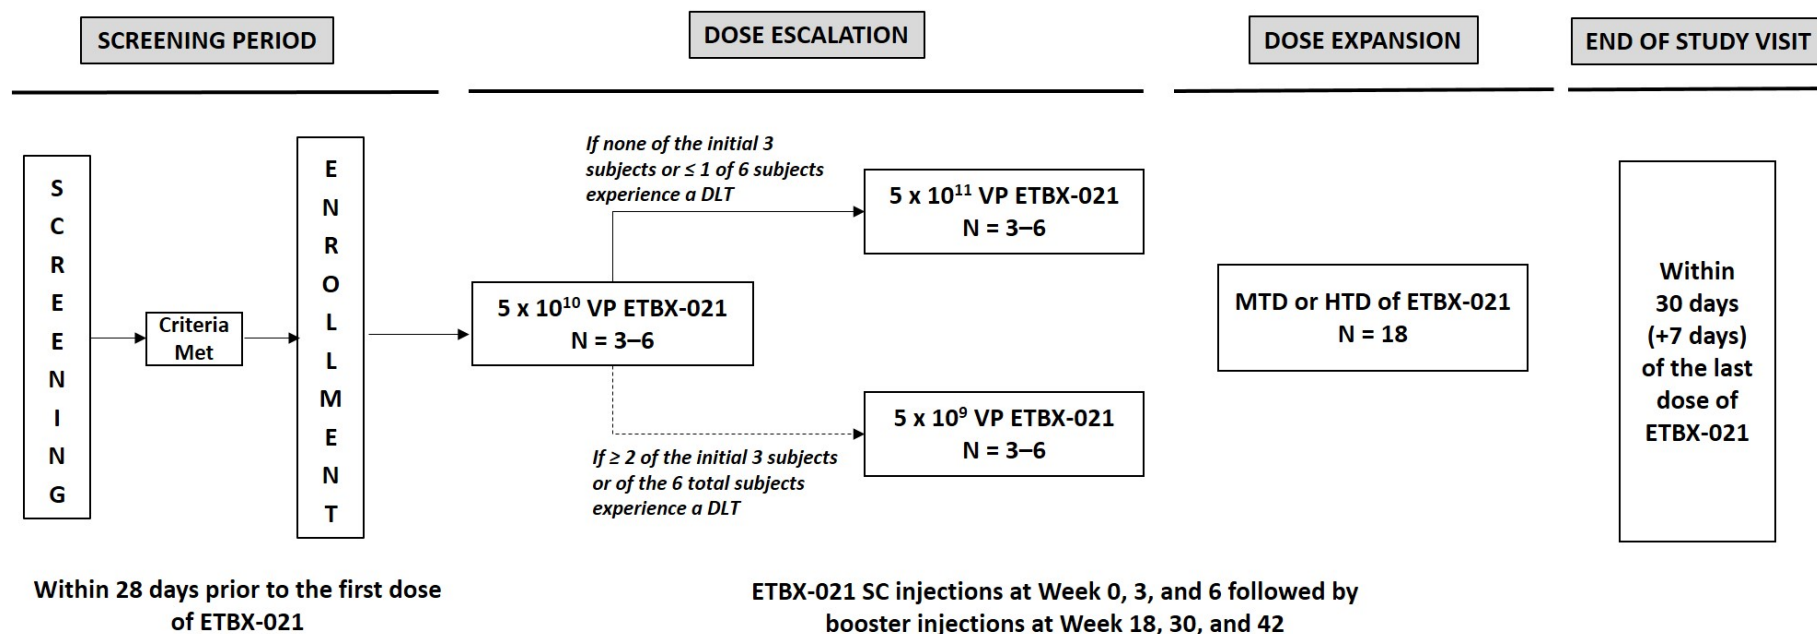 SCREENING PERIOD
DOSE ESCALATION
DOSE EXPANSION
END OF STUDY VISIT
SCREENING
Criteria
Met
ENROLLMENT
If none of the initial 3
subjects or ≤ 1 of 6 subjects
experience a DLT
5 x 10¹¹ VP ETBX-021
N = 3–6
5 x 10¹⁰ VP ETBX-021
N = 3–6
5 x 10⁹ VP ETBX-021
N = 3–6
If ≥ 2 of the initial 3 subjects
or of the 6 total subjects
experience a DLT
MTD or HTD of ETBX-021
N = 18
Within
30 days
(+7 days)
of the last
dose of
ETBX-021
Within 28 days prior to the first dose
of ETBX-021
ETBX-021 SC injections at Week 0, 3, and 6 followed by
booster injections at Week 18, 30, and 42